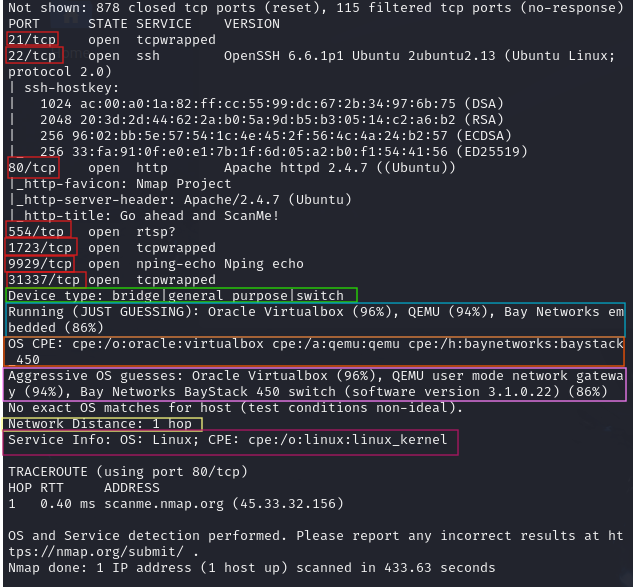 Not shown: 878 closed tcp ports (reset), 115 filtered tcp ports (no-response)
PORT STATE SERVICE VERSION
21/tcp open tcpwrapped
22/tcp open ssh OpenSSH 6.6.1p1 Ubuntu 2ubuntu2.13 (Ubuntu Linux;
protocol 2.0)
| ssh-hostkey:
| 1024 ac:00:a0:1a:82:ff:cc:55:99:dc:67:2b:34:97:6b:75 (DSA)
| 2048 20:3d:2d:44:62:2a:b0:5a:9d:b5:b3:05:14:c2:a6:b2 (RSA)
| 256 96:02:bb:5e:57:54:1c:4e:45:2f:56:4c:4a:24:b2:57 (ECDSA)
|_ 256 33:fa:91:0f:e0:e1:7b:1f:6d:05:a2:b0:f1:54:41:56 (ED25519)
80/tcp open http Apache httpd 2.4.7 ((Ubuntu))
|_http-favicon: Nmap Project
|_http-server-header: Apache/2.4.7 (Ubuntu)
|_http-title: Go ahead and ScanMe!
554/tcp open rtsp?
1723/tcp open tcpwrapped
9929/tcp open nping-echo Nping echo
31337/tcp open tcpwrapped
Device type: bridge|general purpose|switch
Running (JUST GUESSING): Oracle Virtualbox (96%), QEMU (94%), Bay Networks em
bedded (86%)
OS CPE: cpe:/o:oracle:virtualbox cpe:/a:qemu:qemu cpe:/h:baynetworks:baystack
_450
Aggressive OS guesses: Oracle Virtualbox (96%), QEMU user mode network gatewa
y (94%), Bay Networks BayStack 450 switch (software version 3.1.0.22) (86%)
No exact OS matches for host (test conditions non-ideal).
Network Distance: 1 hop
Service Info: OS: Linux; CPE: cpe:/o:linux:linux_kernel
TRACEROUTE (using port 80/tcp)
HOP RTT ADDRESS
1 0.40 ms scanme.nmap.org (45.33.32.156)
OS and Service detection performed. Please report any incorrect results at ht
tps://nmap.org/submit/ .
Nmap done: 1 IP address (1 host up) scanned in 433.63 seconds